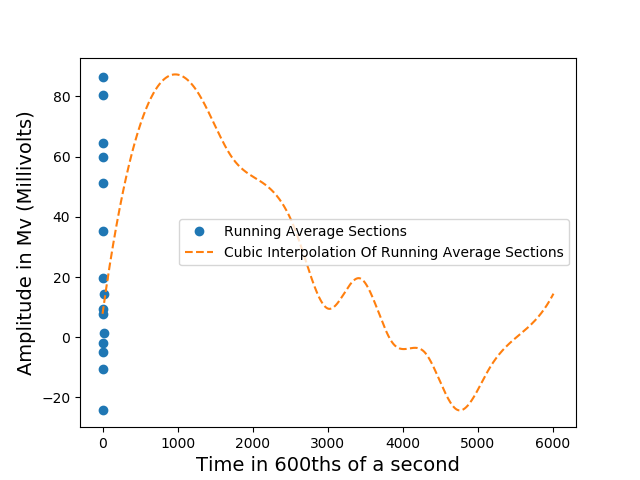 80
60
40
20
0
−20
Amplitude in Mv (Millivolts)
Running Average Sections
Cubic Interpolation Of Running Average Sections
0 1000 2000 3000 4000 5000 6000
Time in 600ths of a second